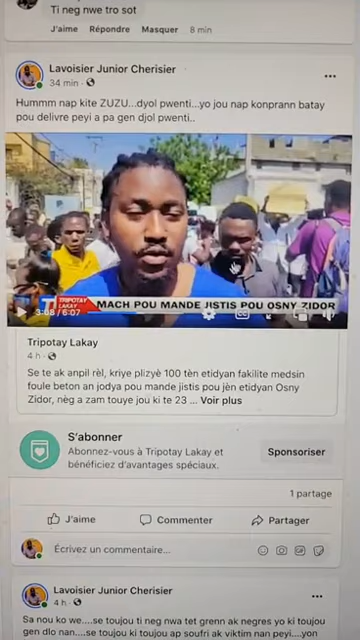 Ti neg nwe tro sot
J'aime Répondre Masquer 8 min
Lavoisier Junior Cherisier
34 min ·
Hummm nap kite ZUZU...dyol pwenti...yo jou nap konprann batay
pou delivre peyi a pa gen djol pwenti..
TRIPOTAY
LAKAY
MACH POU MANDE JISTIS POU OSNY ZIDOR
3:08 / 6:07
Tripotay Lakay
4 h ·
Se te ak anpil rèl, kriye plizyè 100 tèn etidyan fakilite medsin
foule beton an jodya pou mande jistis pou jèn etidyan Osny
Zidor, nèg a zam touye jou ki te 23 ... Voir plus
S'abonner
Abonnez-vous à Tripotay Lakay et
bénéficiez d'avantages spéciaux.
Sponsoriser
1 partage
J'aime Commenter Partager
Écrivez un commentaire...
Lavoisier Junior Cherisier
4 h ·
Sa nou ko we....se toujou ti neg nwa tet grenn ak negres yo ki toujou
gen dlo nan....se toujou ki toujou ap soufri ak viktim nan peyi....yon